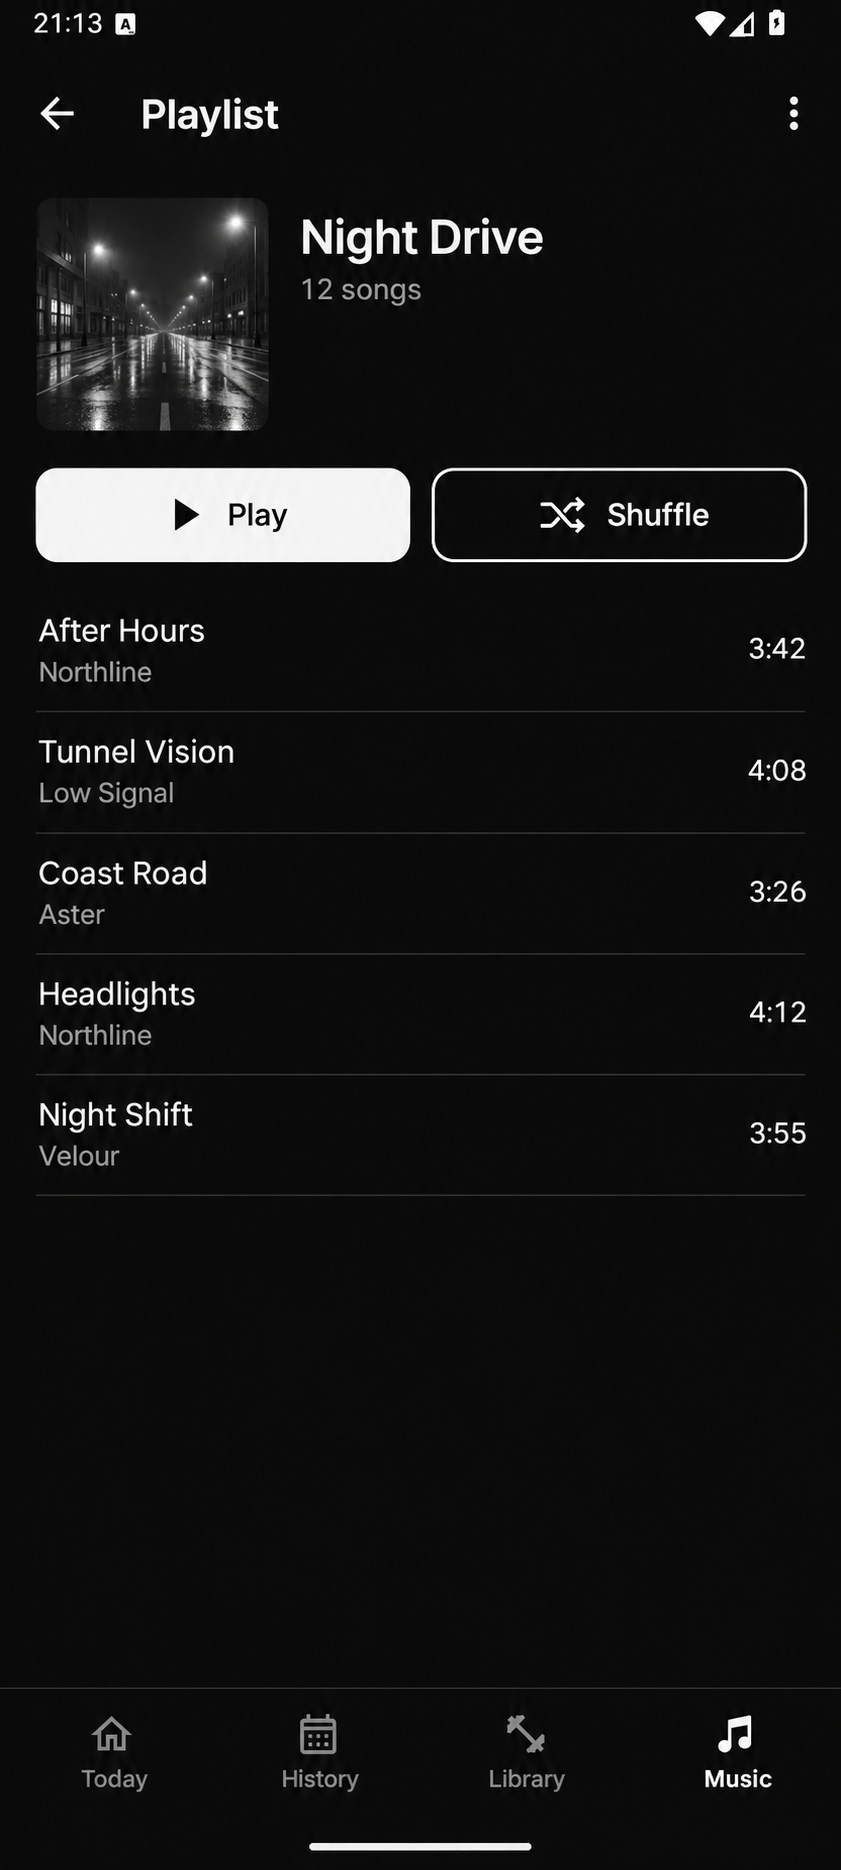 21:13 A
Playlist
Night Drive
12 songs
Play
Shuffle
After Hours
3:42
Northline
Tunnel Vision
4:08
Low Signal
Coast Road
3:26
Aster
Headlights
4:12
Northline
Night Shift
3:55
Velour
Today
History
Library
Music